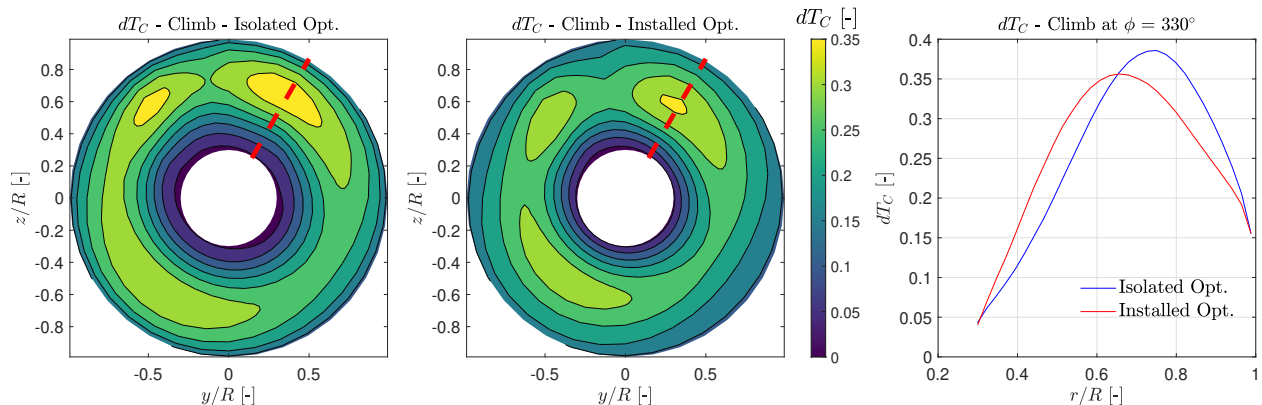 dT_C - Climb - Isolated Opt.
z/R [-]
0.8
0.6
0.4
0.2
0
-0.2
-0.4
-0.6
-0.8
-0.5 0 0.5
y/R [-]
dT_C - Climb - Installed Opt.
z/R [-]
0.8
0.6
0.4
0.2
0
-0.2
-0.4
-0.6
-0.8
-0.5 0 0.5
y/R [-]
dT_C [-]
0.35
0.3
0.25
0.2
0.15
0.1
0.05
0
dT_C - Climb at ϕ = 330°
dT_C [-]
0.4
0.35
0.3
0.25
0.2
0.15
0.1
0.05
0
Isolated Opt.
Installed Opt.
0.2 0.4 0.6 0.8 1
r/R [-]